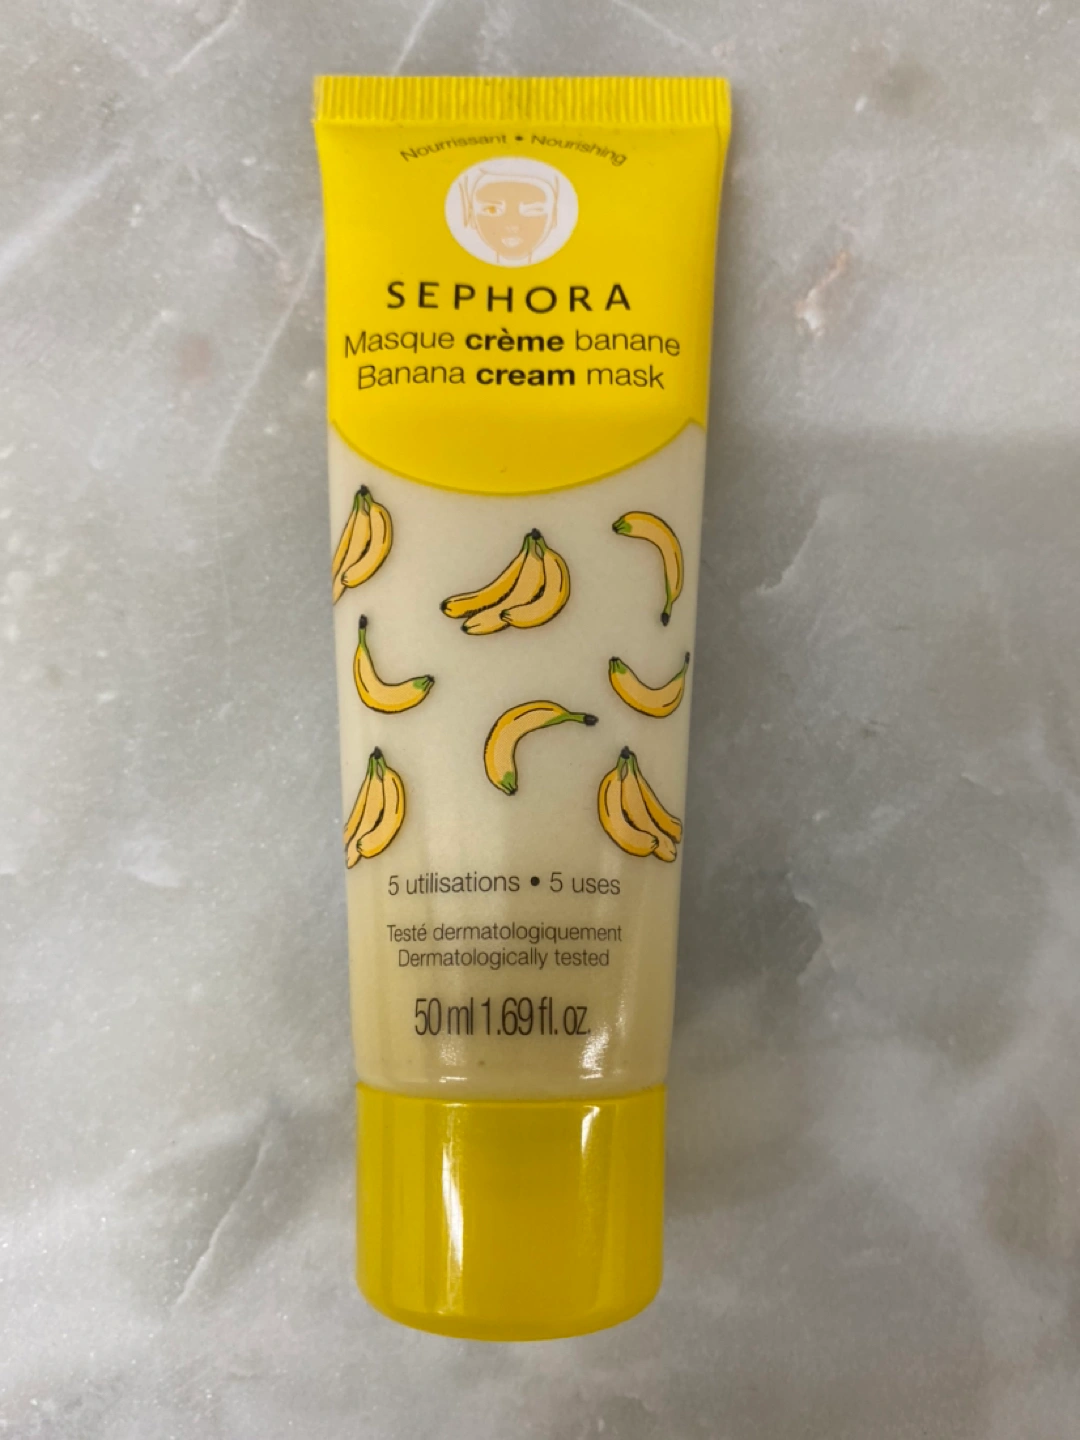 Nourrissant • Nourishing
SEPHORA
Masque crème banane
Banana cream mask
5 utilisations • 5 uses
Testé dermatologiquement
Dermatologically tested
50 ml 1.69 fl. oz.